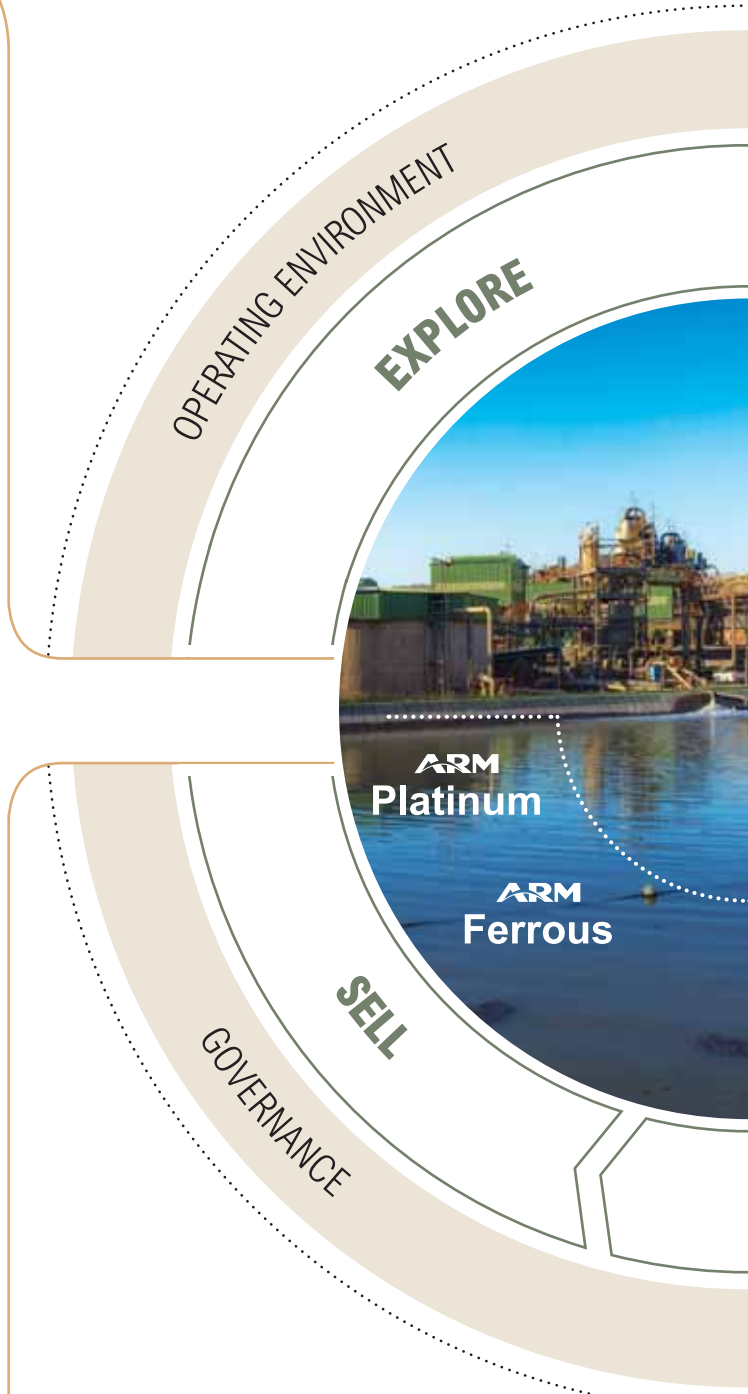 OPERATING ENVIRONMENT
EXPLORE
ARM
Platinum
ARM
Ferrous
SELL
GOVERNANCE